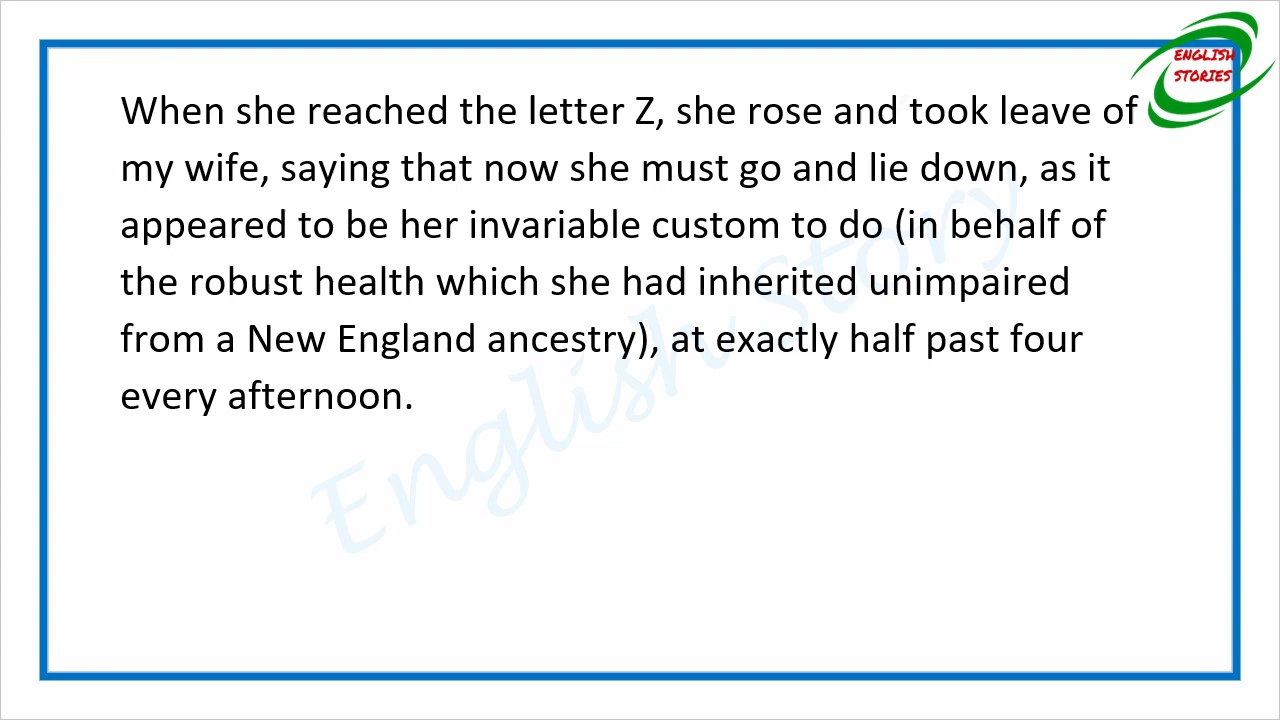 ENGLISH
STORIES
When she reached the letter Z, she rose and took leave of
my wife, saying that now she must go and lie down, as it
appeared to be her invariable custom to do (in behalf of
the robust health which she had inherited unimpaired
from a New England ancestry), at exactly half past four
every afternoon.
English Story